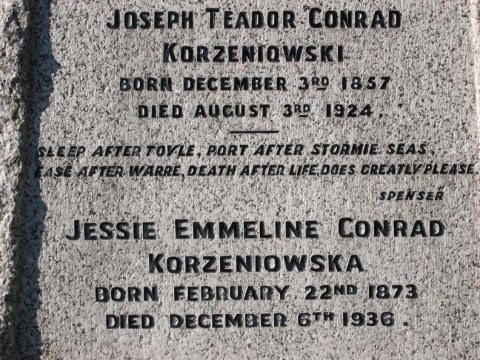 JOSEPH TEADOR CONRAD
KORZENIOWSKI
BORN DECEMBER 3RD 1857
DIED AUGUST 3RD 1924.
SLEEP AFTER TOYLE, PORT AFTER STORMIE SEAS,
EASE AFTER WARRE, DEATH AFTER LIFE, DOES GREATLY PLEASE.
SPENSER
JESSIE EMMELINE CONRAD
KORZENIOWSKA
BORN FEBRUARY 22ND 1873
DIED DECEMBER 6TH 1936.